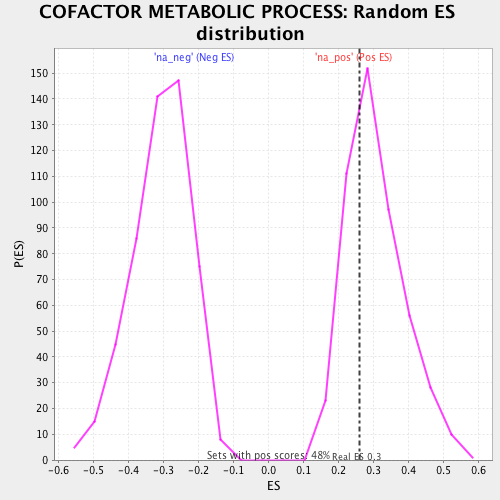 COFACTOR METABOLIC PROCESS: Random ES
distribution
'na_neg' (Neg ES) 'na_pos' (Pos ES)
150
140
130
120
110
100
90
80
70
60
50
40
30
20
10
0
P(ES)
Sets with pos scores: 48% Real ES 0.3
-0.6 -0.5 -0.4 -0.3 -0.2 -0.1 0.0 0.1 0.2 0.3 0.4 0.5 0.6
ES